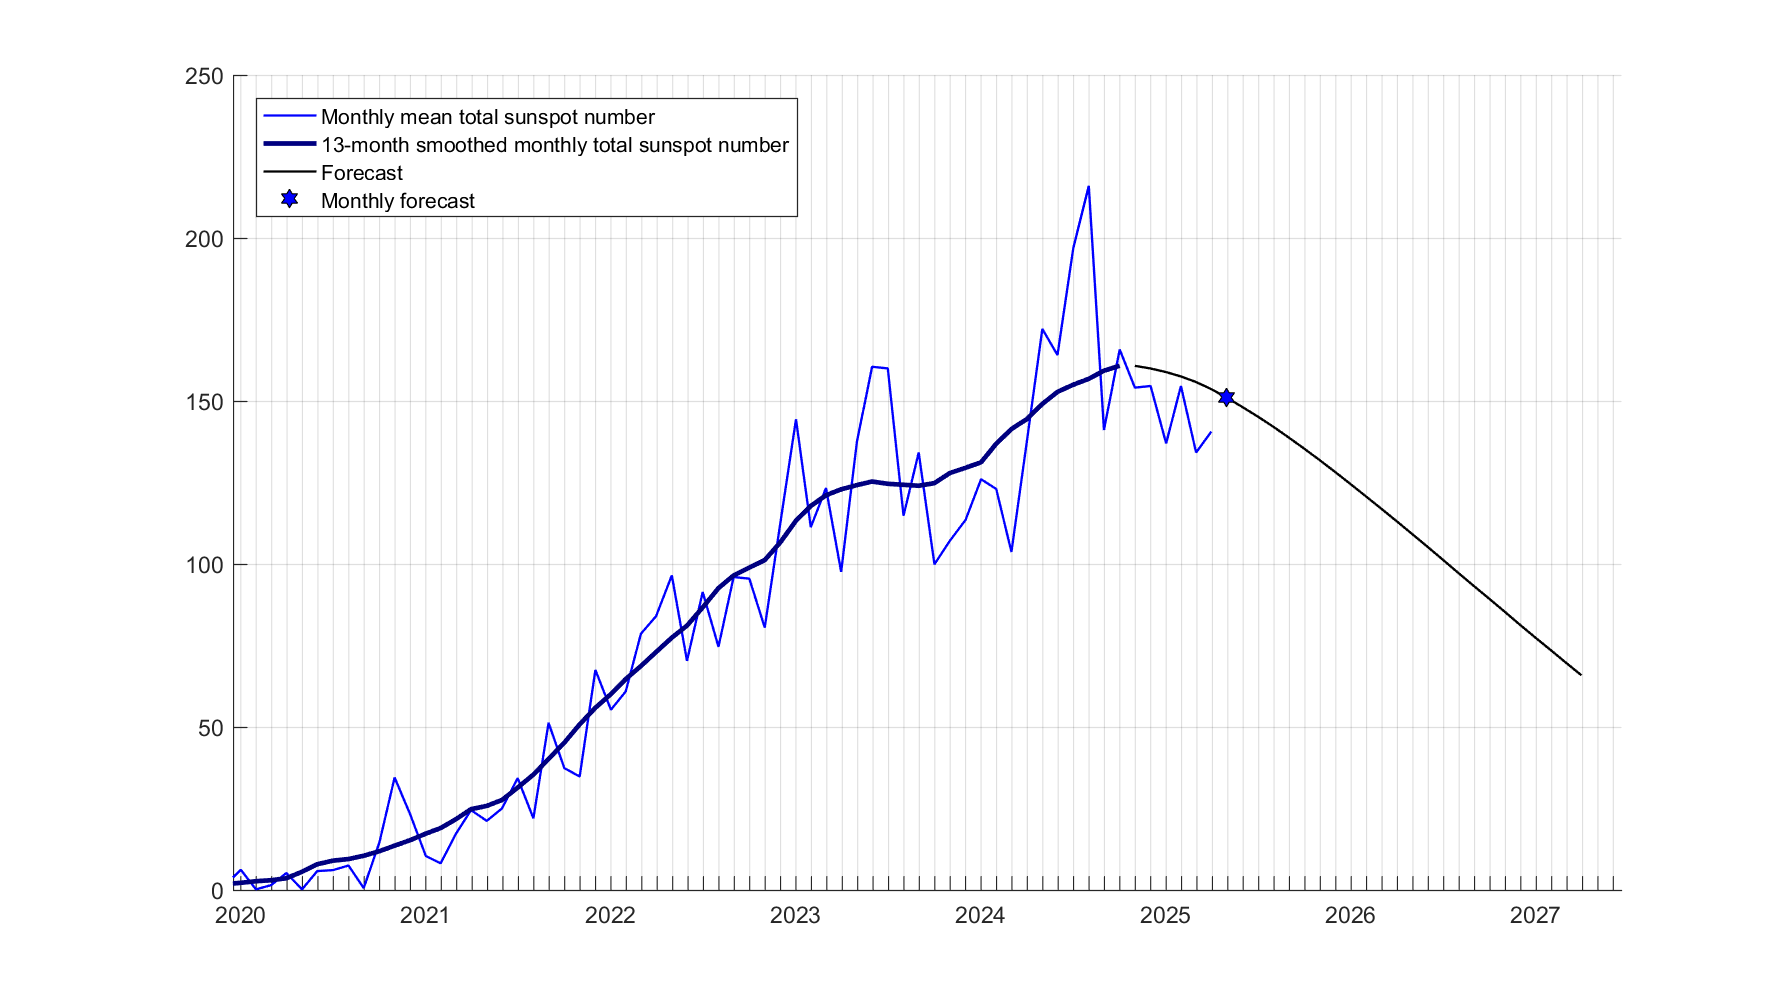 250
200
150
100
50
0
Monthly mean total sunspot number
13-month smoothed monthly total sunspot number
Forecast
Monthly forecast
2020 2021 2022 2023 2024 2025 2026 2027